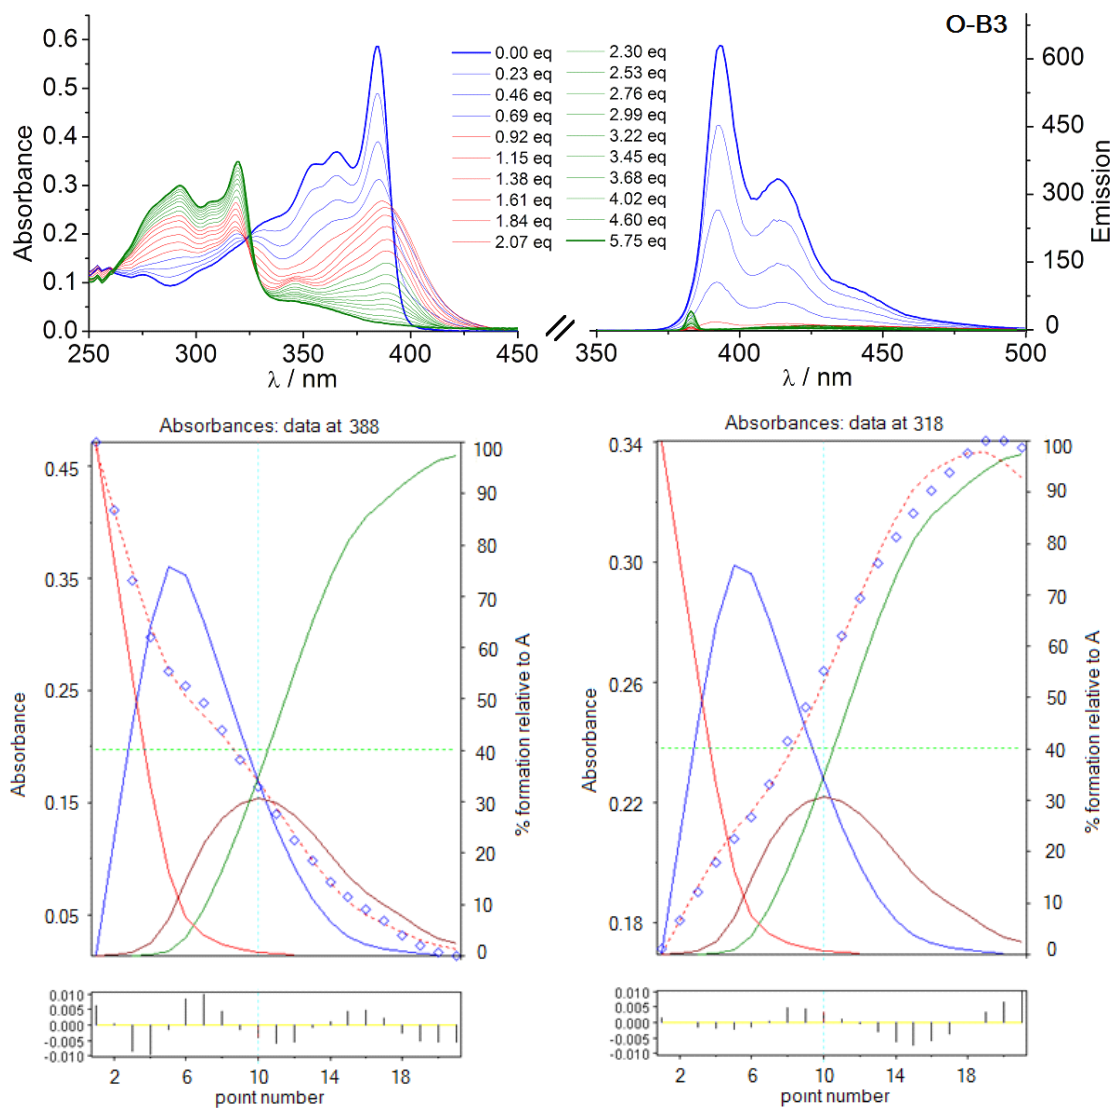 O-B3
0.6
0.5
0.4
0.3
0.2
0.1
0.0
Absorbance
250 300 350 400 450
λ / nm
0.00 eq
0.23 eq
0.46 eq
0.69 eq
0.92 eq
1.15 eq
1.38 eq
1.61 eq
1.84 eq
2.07 eq
2.30 eq
2.53 eq
2.76 eq
2.99 eq
3.22 eq
3.45 eq
3.68 eq
4.02 eq
4.60 eq
5.75 eq
600
450
300
150
0
Emission
350 400 450 500
λ / nm
Absorbances: data at 388
0.45
0.35
0.25
0.15
0.05
Absorbance
100
90
80
70
60
50
40
30
20
10
0
% formation relative to A
0.010
0.005
0.000
-0.005
-0.010
2 6 10 14 18
point number
Absorbances: data at 318
0.34
0.30
0.26
0.22
0.18
Absorbance
100
90
80
70
60
50
40
30
20
10
0
% formation relative to A
0.010
0.005
0.000
-0.005
-0.010
2 6 10 14 18
point number